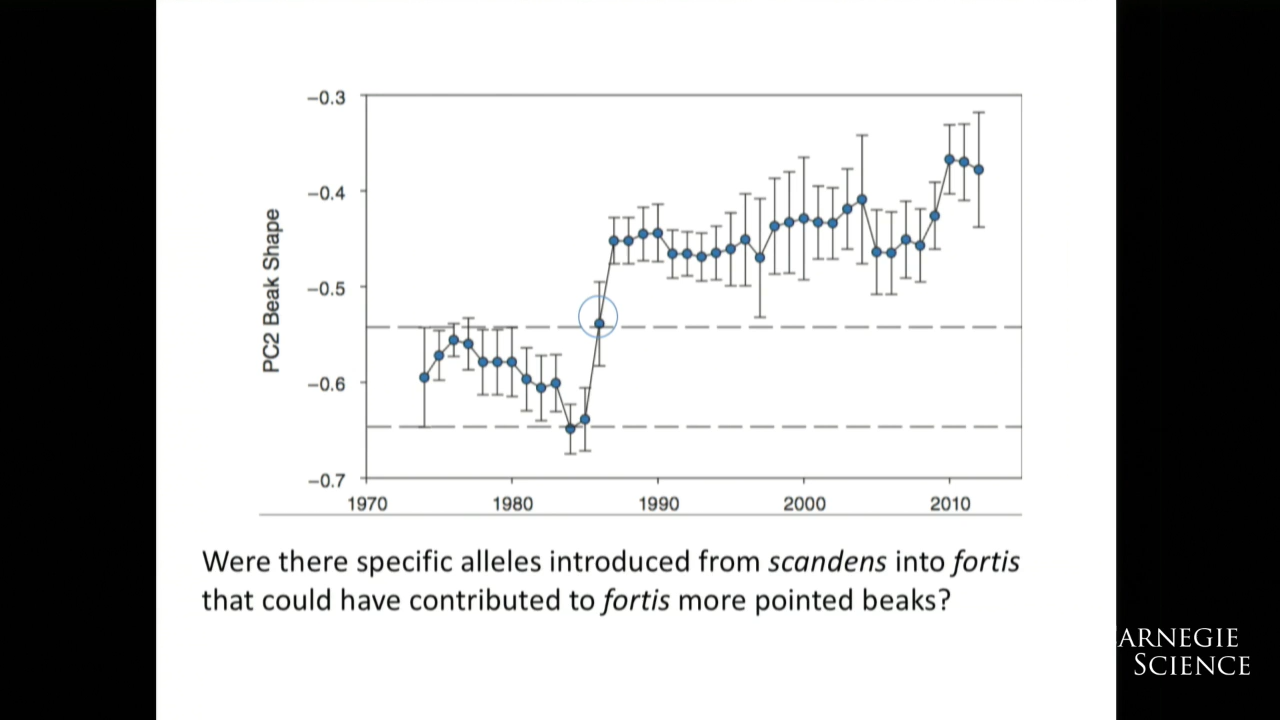 −0.3
−0.4
−0.5
−0.6
−0.7
PC2 Beak Shape
1970 1980 1990 2000 2010
Were there specific alleles introduced from scandens into fortis
that could have contributed to fortis more pointed beaks?
ARNEGIE
SCIENCE